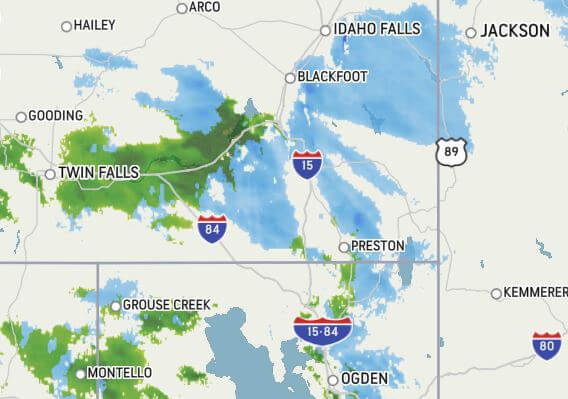 ARCO
HAILEY
IDAHO FALLS
JACKSON
BLACKFOOT
GOODING
89
15
TWIN FALLS
84
PRESTON
KEMMERER
GROUSE CREEK
15-84
80
MONTELLO
OGDEN